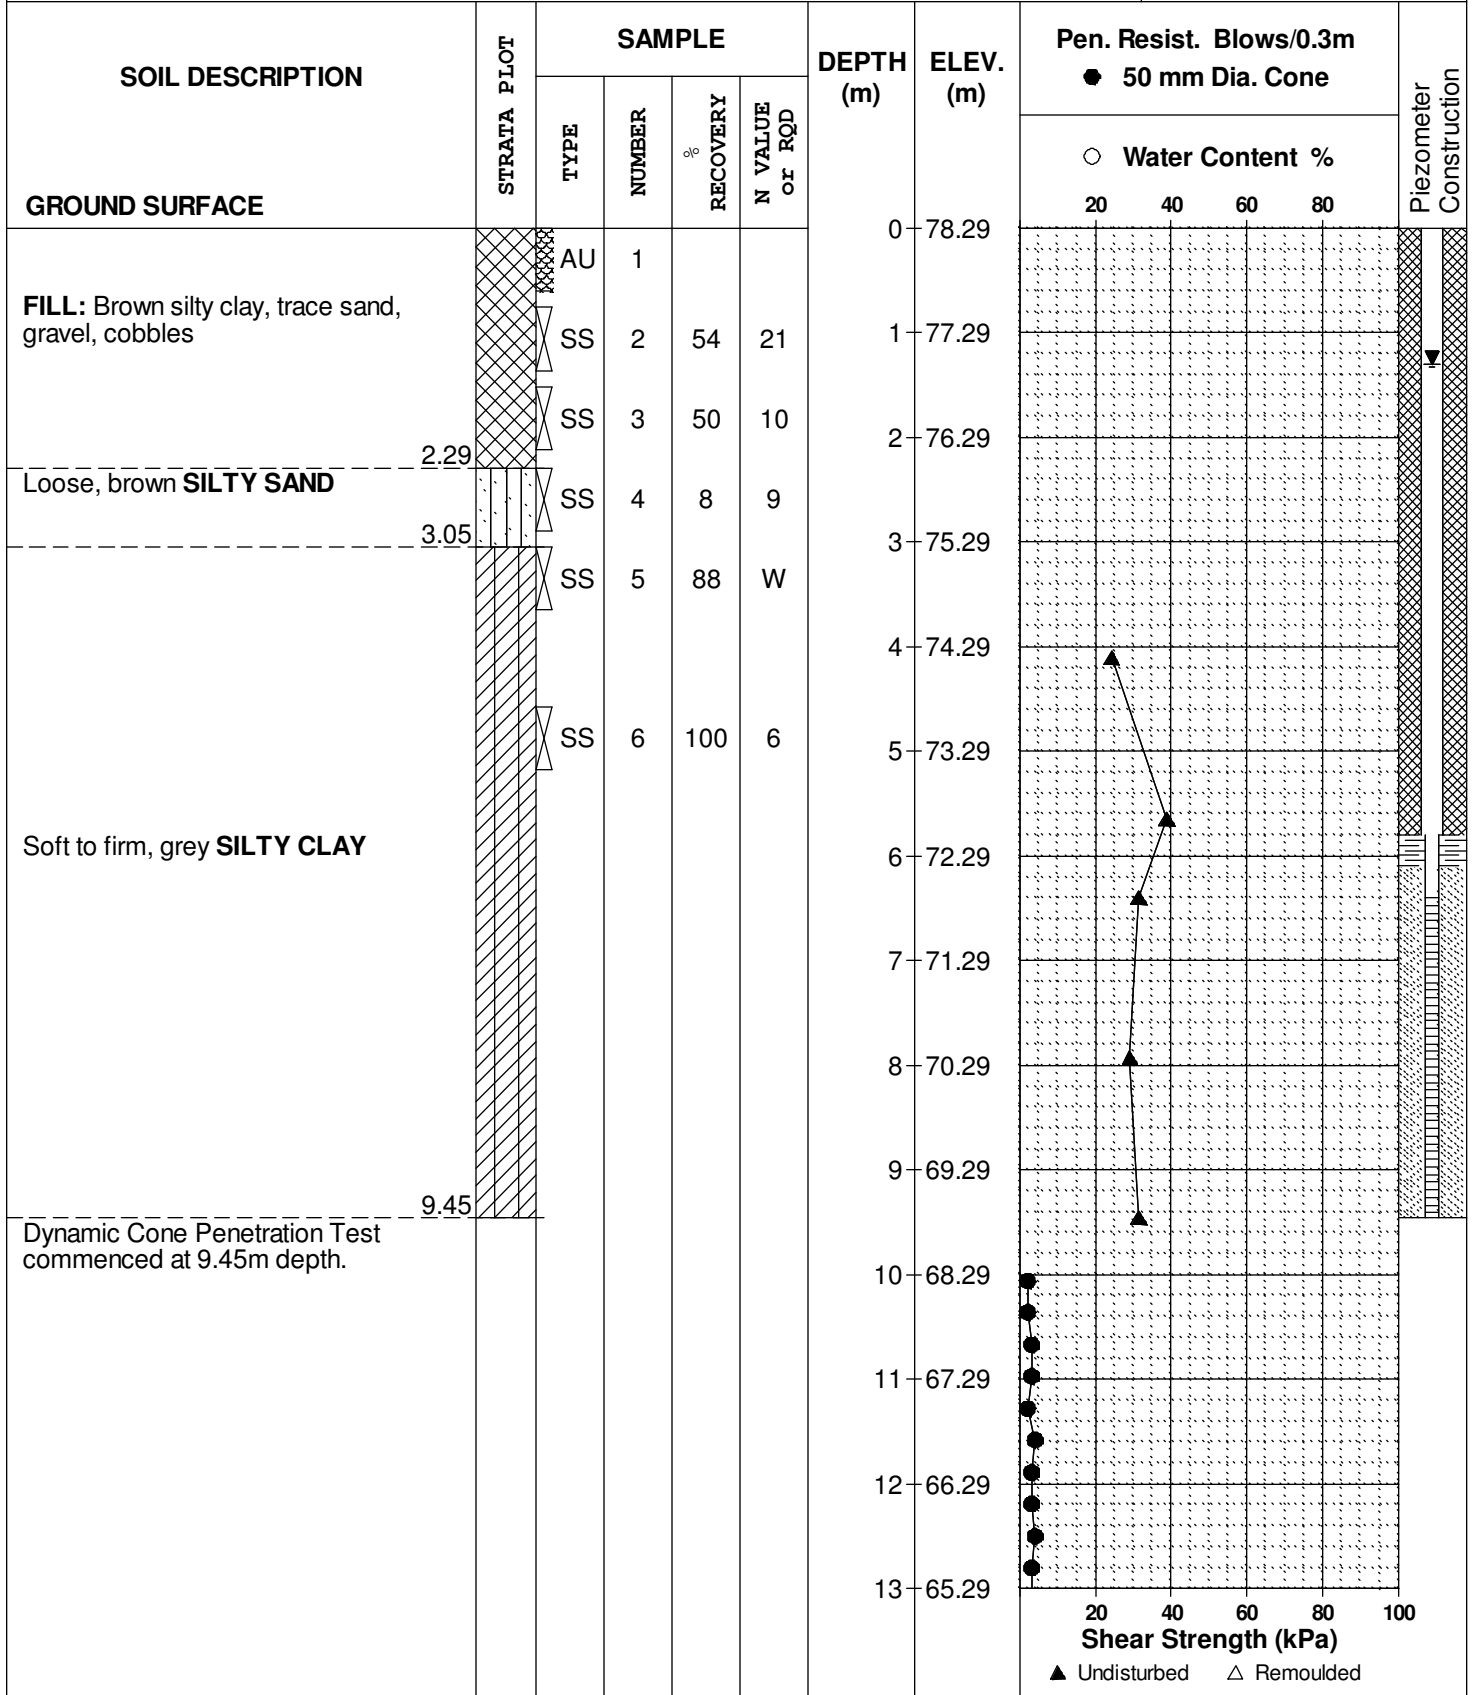 SOIL DESCRIPTION
GROUND SURFACE
STRATA PLOT
SAMPLE
TYPE
NUMBER
%
RECOVERY
N VALUE
or RQD
DEPTH
(m)
ELEV.
(m)
Pen. Resist. Blows/0.3m
50 mm Dia. Cone
Water Content %
20 40 60 80
Piezometer
Construction
0 78.29
AU 1
FILL: Brown silty clay, trace sand,
gravel, cobbles
SS 2 54 21
1 77.29
SS 3 50 10
2 76.29
2.29
Loose, brown SILTY SAND
SS 4 8 9
3.05
3 75.29
SS 5 88 W
4 74.29
SS 6 100 6
5 73.29
Soft to firm, grey SILTY CLAY
6 72.29
7 71.29
8 70.29
9 69.29
9.45
Dynamic Cone Penetration Test
commenced at 9.45m depth.
10 68.29
11 67.29
12 66.29
13 65.29
20 40 60 80 100
Shear Strength (kPa)
Undisturbed Remoulded